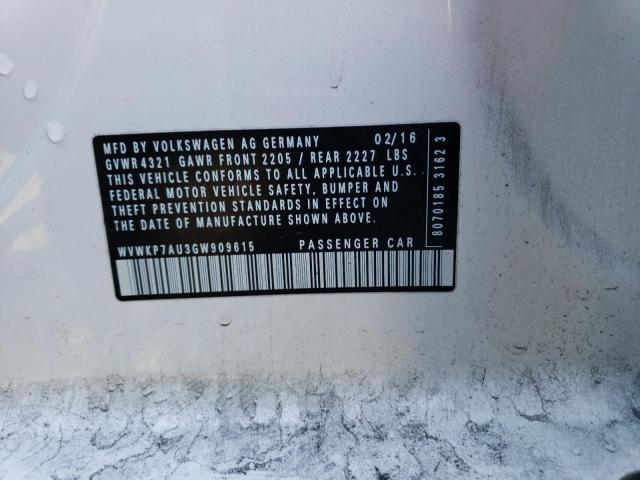 MFD BY VOLKSWAGEN AG GERMANY 02/16
GVWR 4321 GAWR FRONT 2205 / REAR 2227 LBS
THIS VEHICLE CONFORMS TO ALL APPLICABLE U.S.
FEDERAL MOTOR VEHICLE SAFETY, BUMPER AND
THEFT PREVENTION STANDARDS IN EFFECT ON
THE DATE OF MANUFACTURE SHOWN ABOVE.
WVWKP7AU3GW909615 PASSENGER CAR
8070185 3162 3